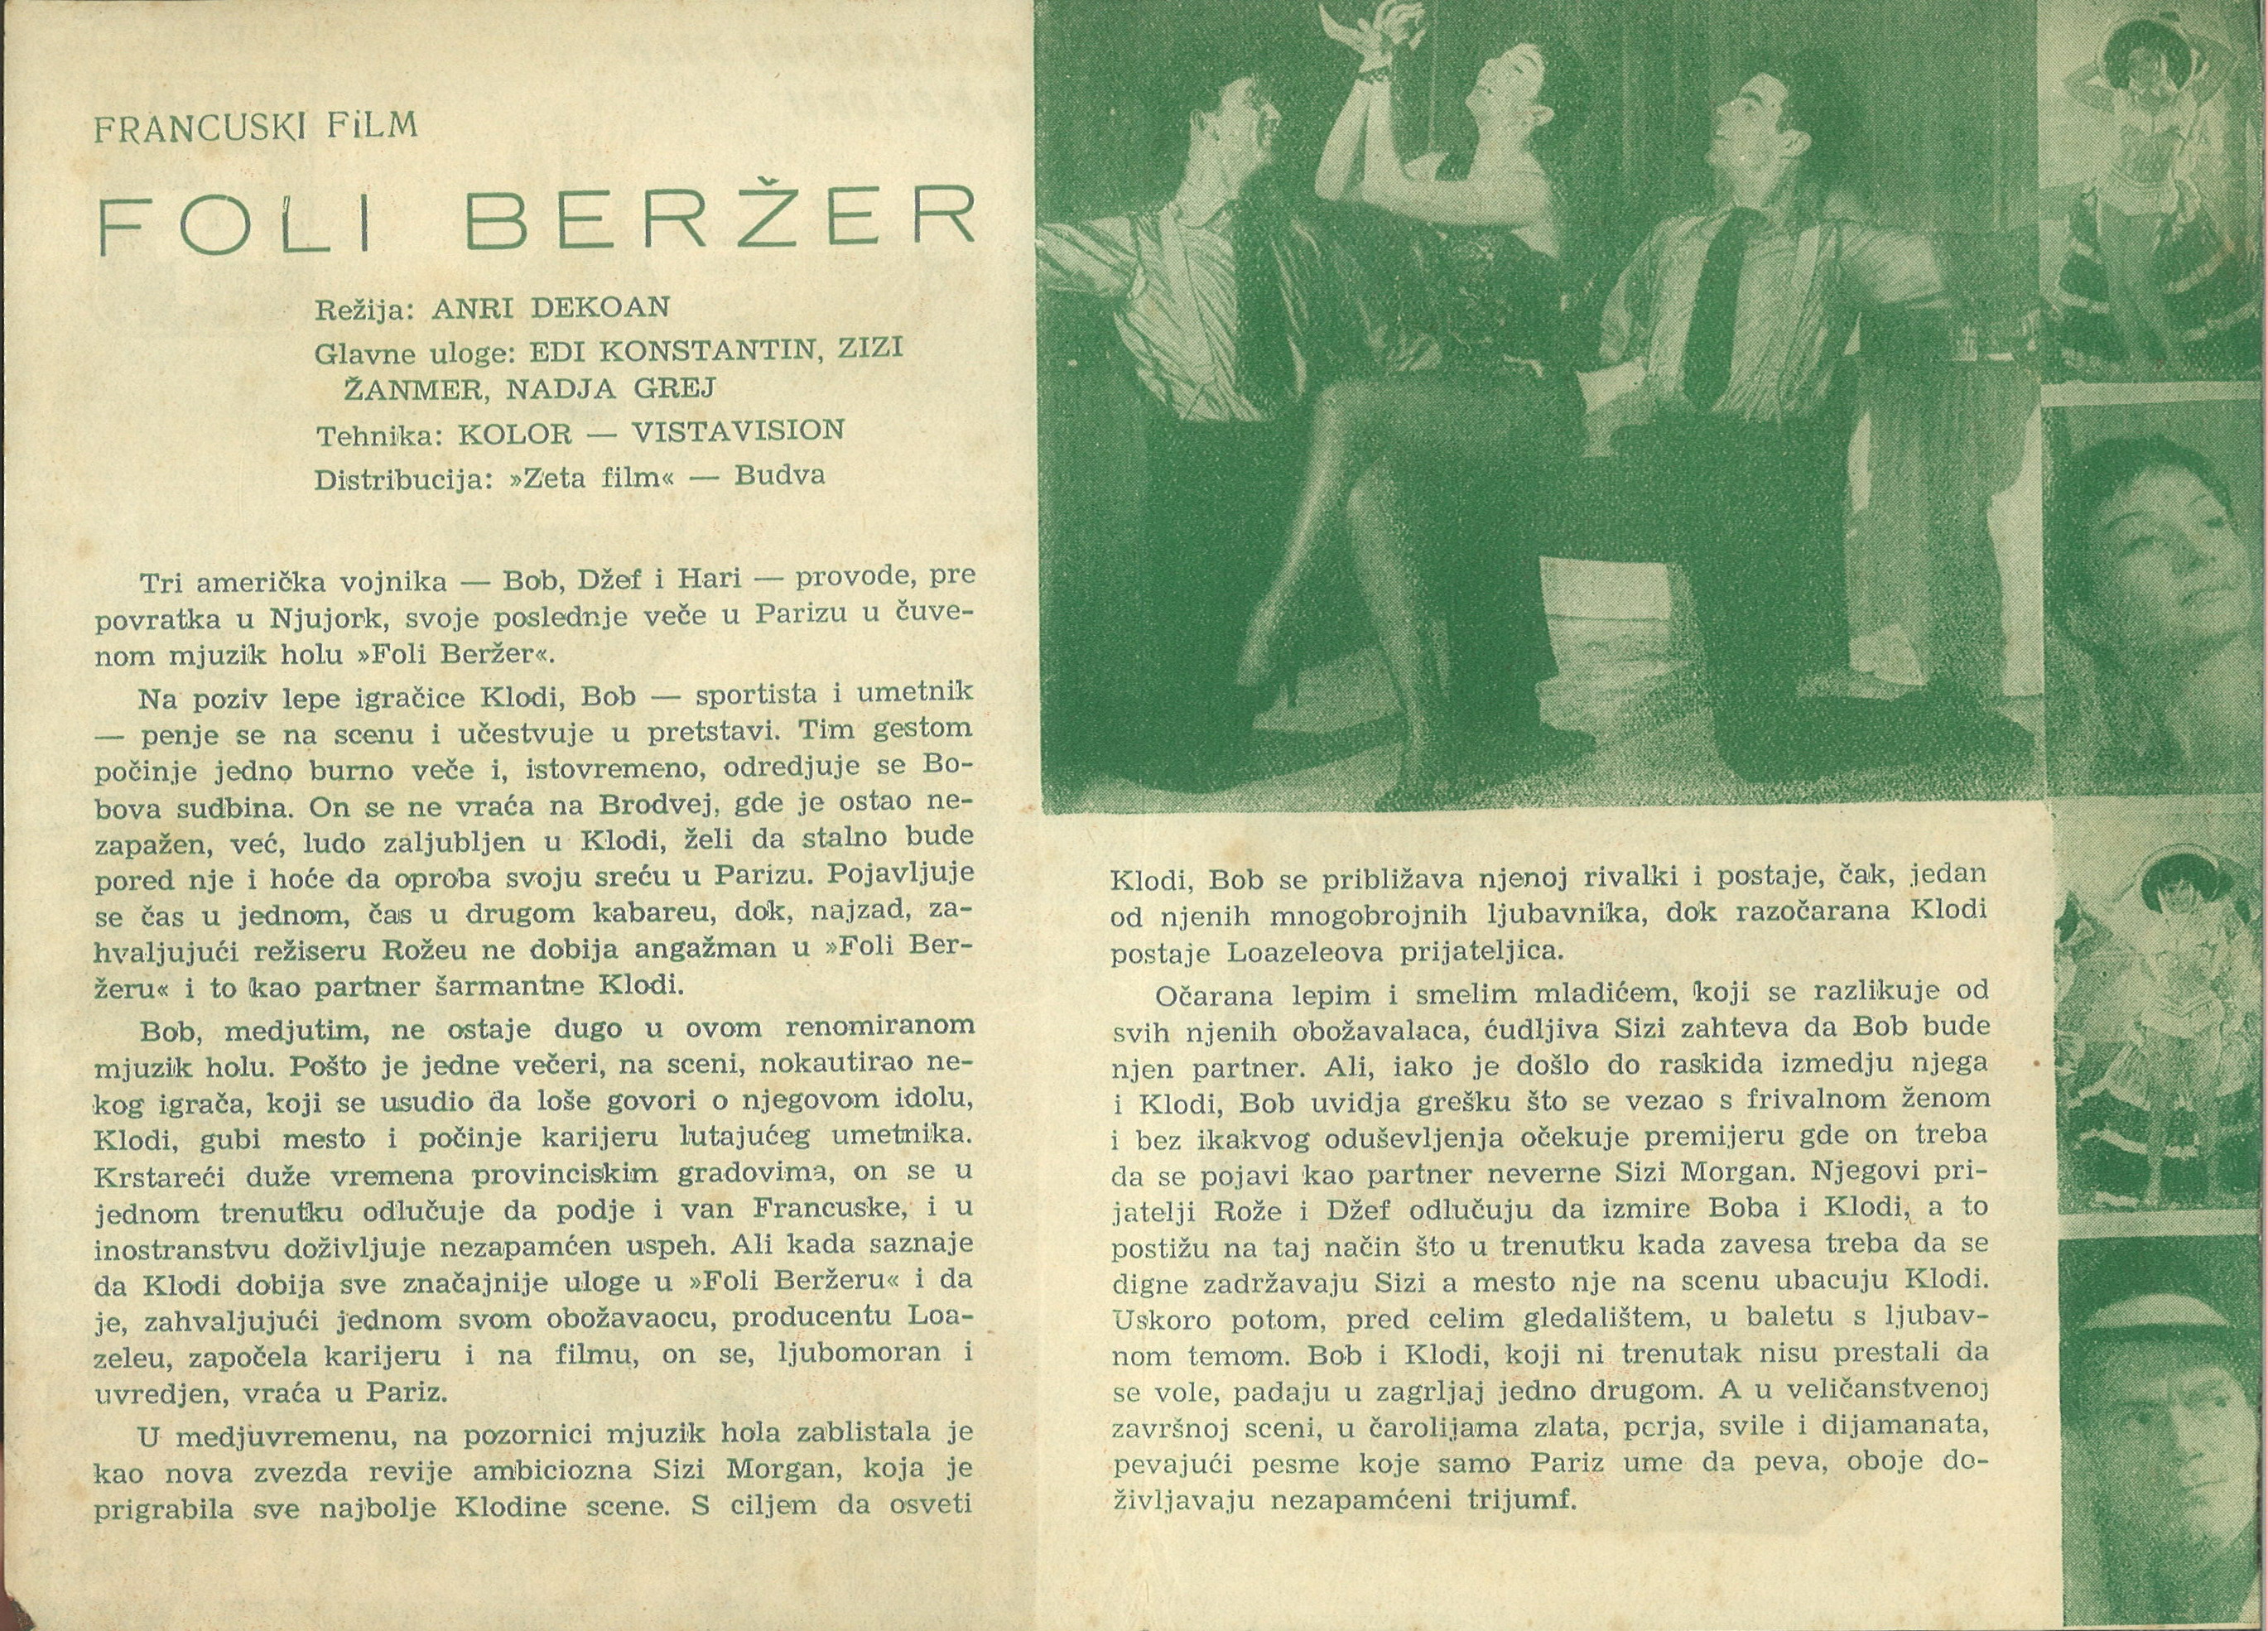 FRANCUSKI FiLM
FOLI BERŽER
Režija: ANRI DEKOAN
Glavne uloge: EDI KONSTANTIN, ZIZI
ŽANMER, NADJA GREJ
Tehnika: KOLOR — VISTAVISION
Distribucija: »Zeta film« — Budva
Tri američka vojnika — Bob, Džef i Hari — provode, pre
povratka u Njujork, svoje poslednje veče u Parizu u čuve-
nom mjuzik holu »Foli Beržer«.
Na poziv lepe igračice Klodi, Bob — sportista i umetnik
— penje se na scenu i učestvuje u pretstavi. Tim gestom
počinje jedno burno veče i, istovremeno, odredjuje se Bo-
bova sudbina. On se ne vraća na Brodvej, gde je ostao ne-
zapažen, već, ludo zaljubljen u Klodi, želi da stalno bude
pored nje i hoće da oproba svoju sreću u Parizu. Pojavljuje
se čas u jednom, čas u drugom kabareu, dok, najzad, za-
hvaljujući režiseru Rožeu ne dobija angažman u »Foli Ber-
žeru« i to kao partner šarmantne Klodi.
Bob, medjutim, ne ostaje dugo u ovom renomiranom
mjuzik holu. Pošto je jedne večeri, na sceni, nokautirao ne-
kog igrača, koji se usudio da loše govori o njegovom idolu,
Klodi, gubi mesto i počinje karijeru lutajućeg umetnika.
Krstareći duže vremena provinciskim gradovima, on se u
jednom trenutku odlučuje da podje i van Francuske, i u
inostranstvu doživljuje nezapamćen uspeh. Ali kada saznaje
da Klodi dobija sve značajnije uloge u »Foli Beržeru« i da
je, zahvaljujući jednom svom obožavaocu, producentu Loa-
zeleu, započela karijeru i na filmu, on se, ljubomoran i
uvredjen, vraća u Pariz.
U medjuvremenu, na pozornici mjuzik hola zablistala je
kao nova zvezda revije ambiciozna Sizi Morgan, koja je
prigrabila sve najbolje Klodine scene. S ciljem da osveti
Klodi, Bob se približava njenoj rivalki i postaje, čak, jedan
od njenih mnogobrojnih ljubavnika, dok razočarana Klodi
postaje Loazeleova prijateljica.
Očarana lepim i smelim mladićem, koji se razlikuje od
svih njenih obožavalaca, ćudljiva Sizi zahteva da Bob bude
njen partner. Ali, iako je došlo do raskida izmedju njega
i Klodi, Bob uvidja grešku što se vezao s frivalnom ženom
i bez ikakvog oduševljenja očekuje premijeru gde on treba
da se pojavi kao partner neverne Sizi Morgan. Njegovi pri-
jatelji Rože i Džef odlučuju da izmire Boba i Klodi, a to
postižu na taj način što u trenutku kada zavesa treba da se
digne zadržavaju Sizi a mesto nje na scenu ubacuju Klodi.
Uskoro potom, pred celim gledalištem, u baletu s ljubav-
nom temom. Bob i Klodi, koji ni trenutak nisu prestali da
se vole, padaju u zagrljaj jedno drugom. A u veličanstvenoj
završnoj sceni, u čarolijama zlata, perja, svile i dijamanata,
pevajući pesme koje samo Pariz ume da peva, oboje do-
življavaju nezapamćeni trijumf.